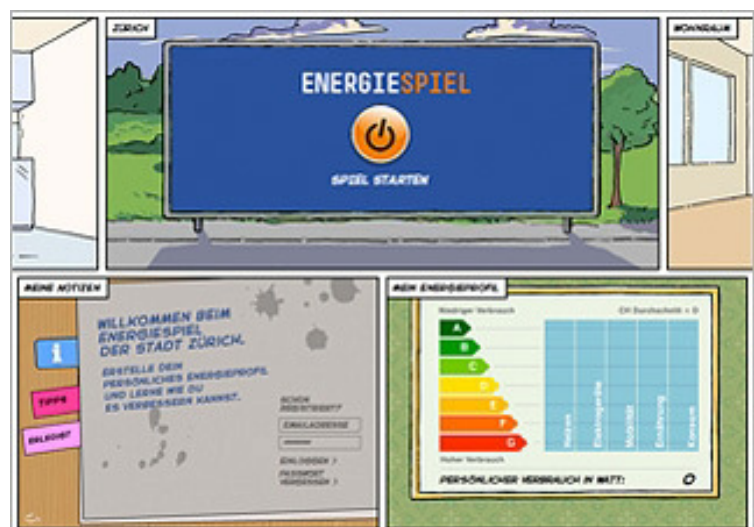 ZÜRICH
WOHNRAUM
ENERGIESPIEL
SPIEL STARTEN
MEINE NOTIZEN
WILLKOMMEN BEIM
ENERGIESPIEL
DER STADT ZÜRICH.
ERSTELLE DEIN
PERSÖNLICHES ENERGIEPROFIL
UND LERNE WIE DU
ES VERBESSERN KANNST.
i
TIPPS
ERLEDIGT
SCHON
REGISTRIERT?
EMAILADRESSE
EINLOGGEN >
PASSWORT
VERGESSEN >
MEIN ENERGIEPROFIL
Niedriger Verbrauch
CH Durchschnitt = D
A
B
C
D
E
F
G
Heizen
Elektrogeräte
Mobilität
Ernährung
Konsum
Hoher Verbrauch
PERSÖNLICHER VERBRAUCH IN WATT: 0